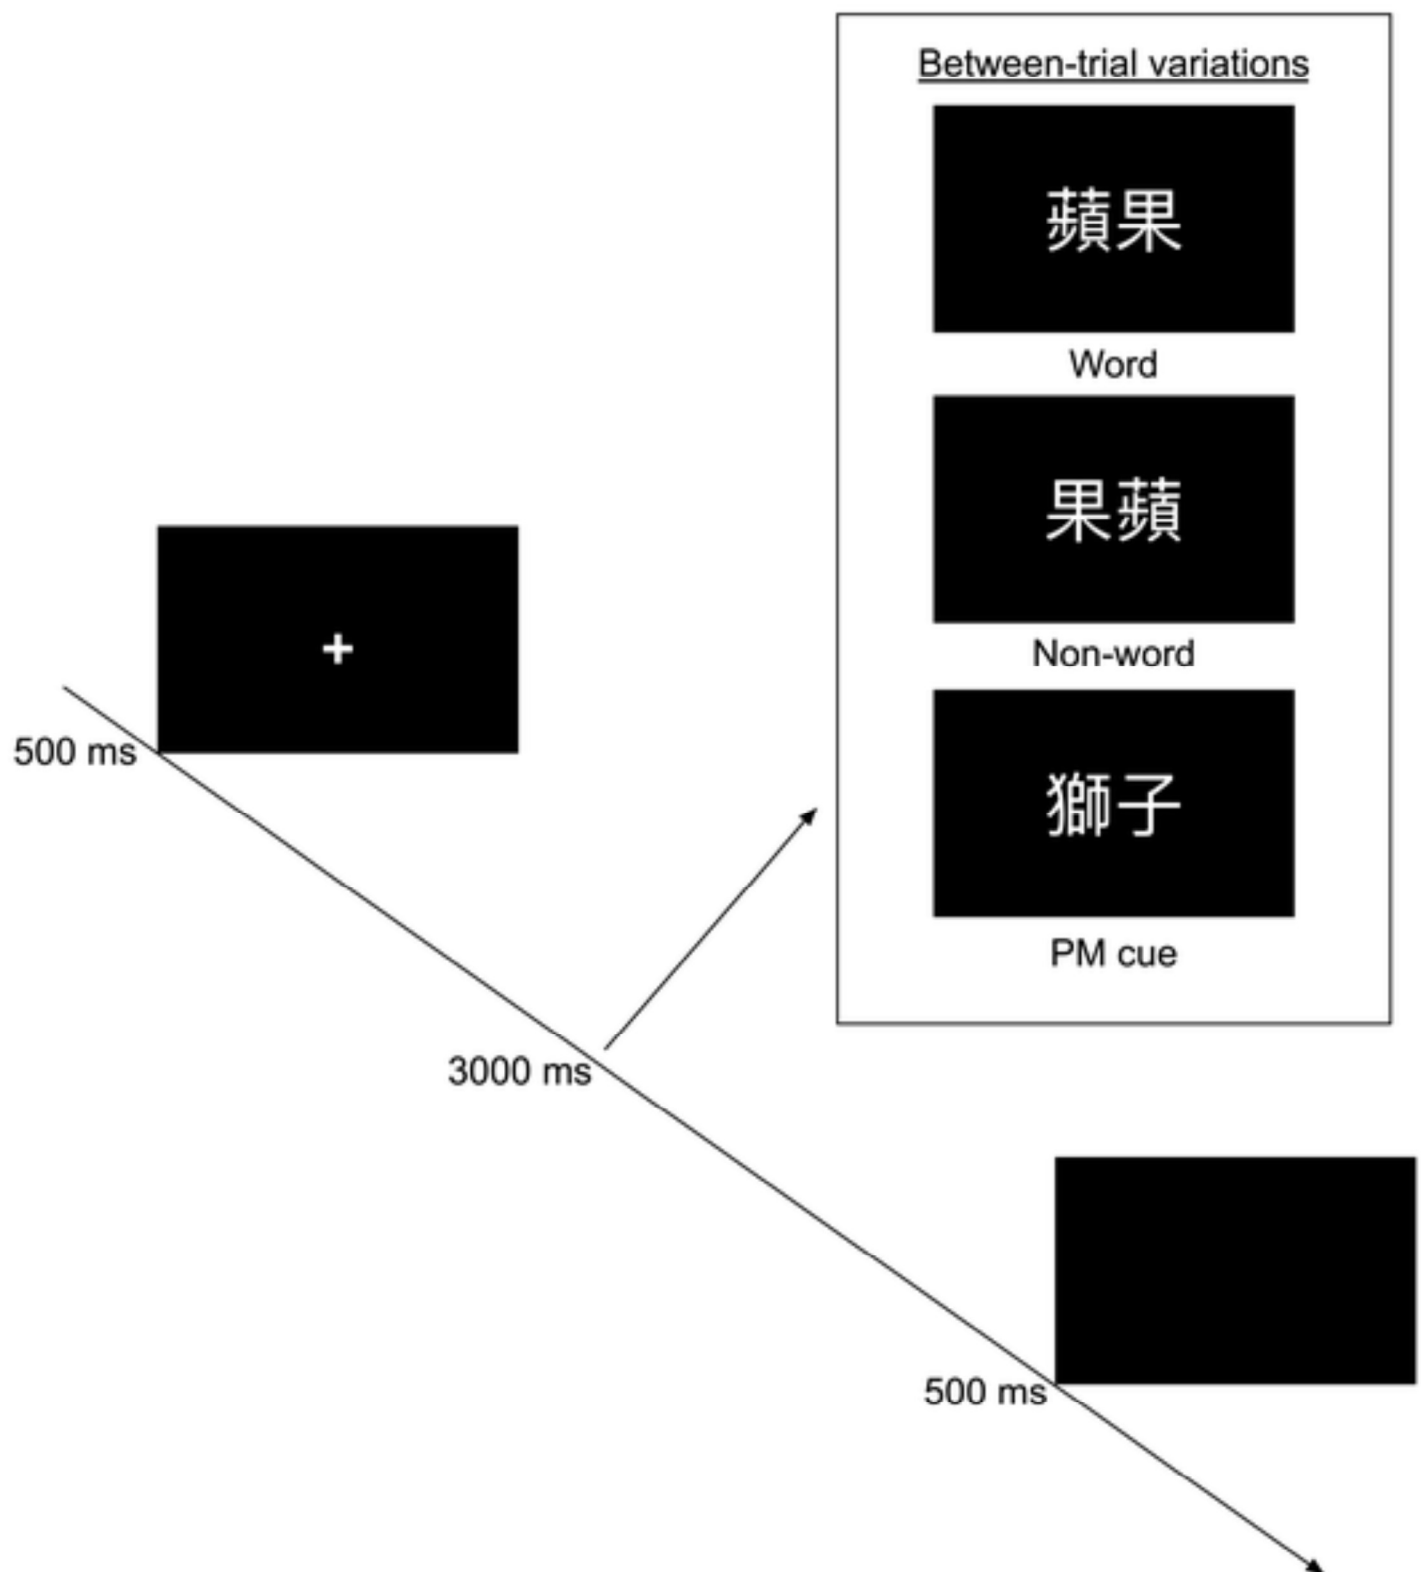 Between-trial variations
蘋果
Word
果蘋
Non-word
獅子
PM cue
+
500 ms
3000 ms
500 ms